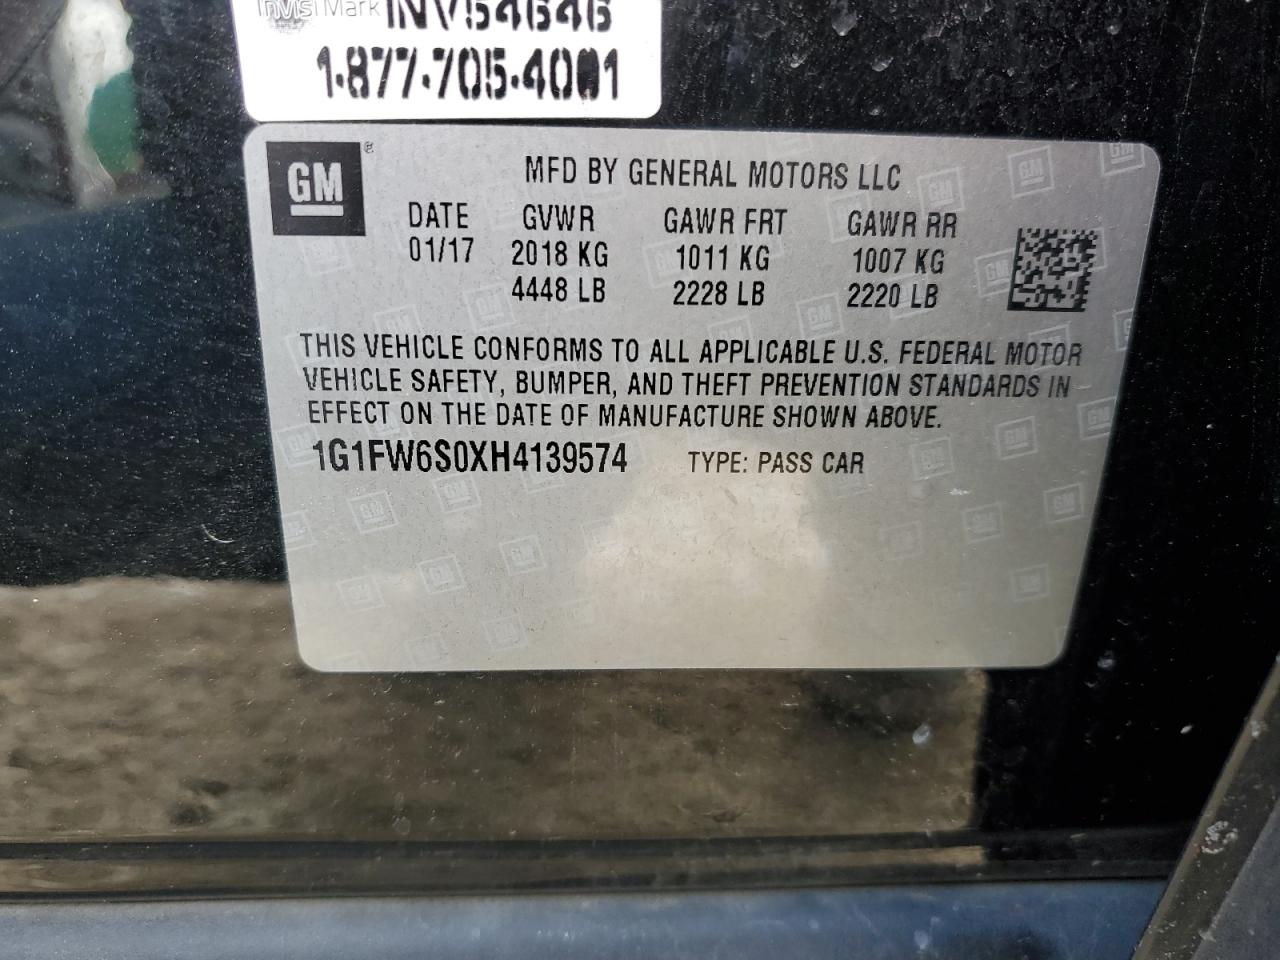 InvisiMark INV54646
1-877-705-4001
GM ®
MFD BY GENERAL MOTORS LLC
DATE GVWR GAWR FRT GAWR RR
01/17 2018 KG 1011 KG 1007 KG
4448 LB 2228 LB 2220 LB
THIS VEHICLE CONFORMS TO ALL APPLICABLE U.S. FEDERAL MOTOR
VEHICLE SAFETY, BUMPER, AND THEFT PREVENTION STANDARDS IN
EFFECT ON THE DATE OF MANUFACTURE SHOWN ABOVE.
1G1FW6S0XH4139574 TYPE: PASS CAR